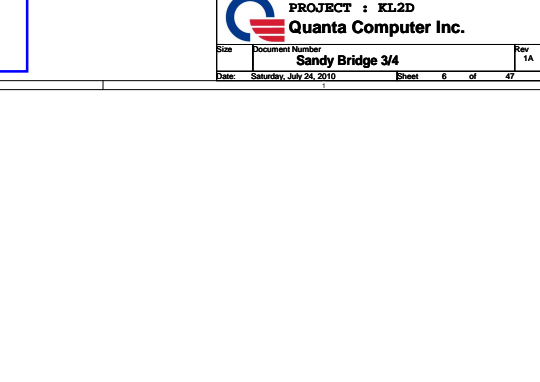 PROJECT : KL2D
Quanta Computer Inc.
Size Document Number Rev
Sandy Bridge 3/4 1A
Date: Saturday, July 24, 2010 Sheet 6 of 47
1